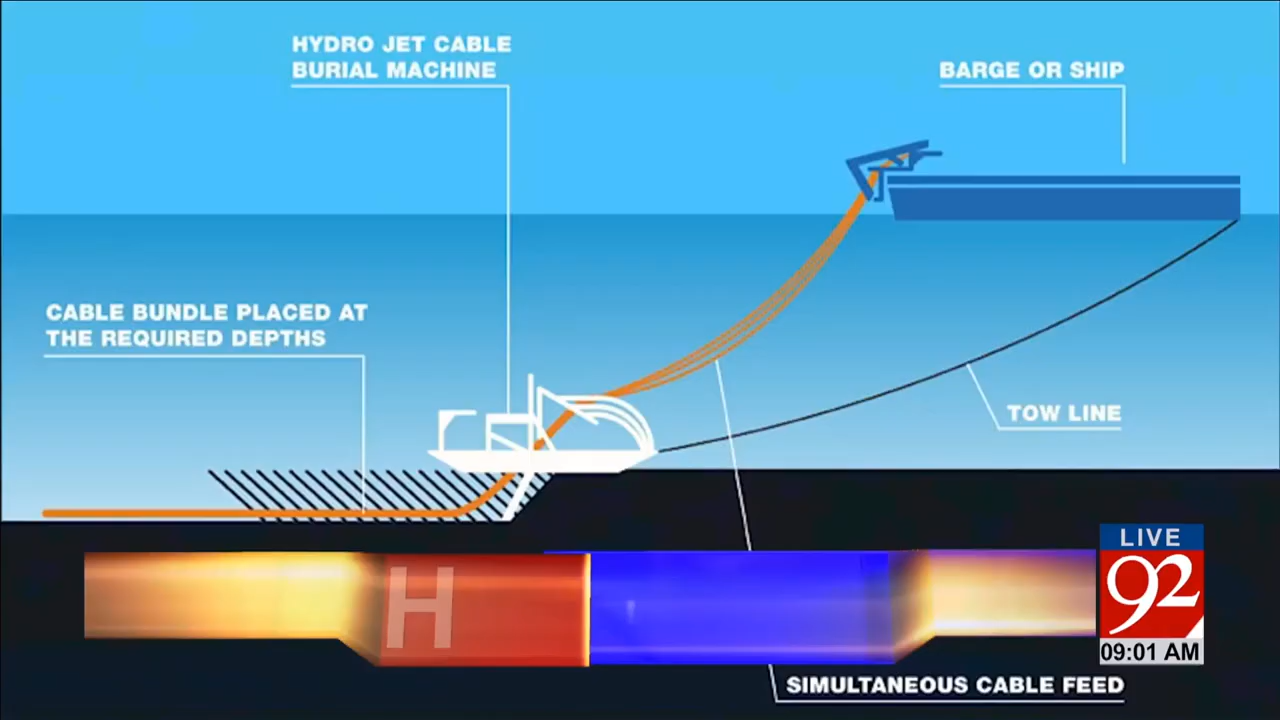 HYDRO JET CABLE
BURIAL MACHINE
BARGE OR SHIP
CABLE BUNDLE PLACED AT
THE REQUIRED DEPTHS
TOW LINE
LIVE
92
09:01 AM
H
SIMULTANEOUS CABLE FEED